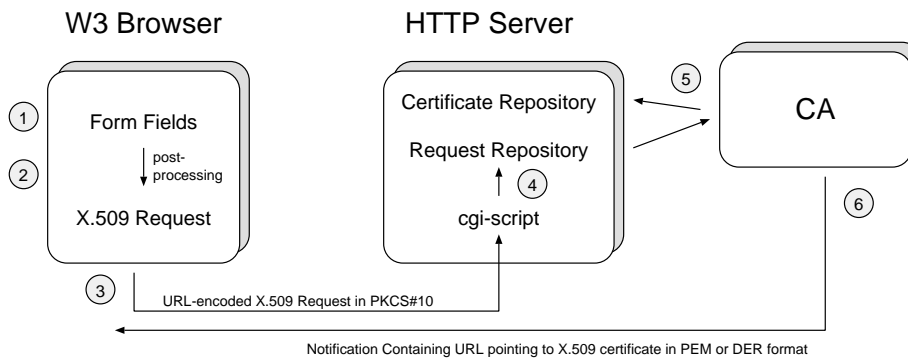 W3 Browser
HTTP Server
1
Form Fields
2
post-
processing
X.509 Request
3
URL-encoded X.509 Request in PKCS#10
Certificate Repository
Request Repository
4
cgi-script
5
CA
6
Notification Containing URL pointing to X.509 certificate in PEM or DER format